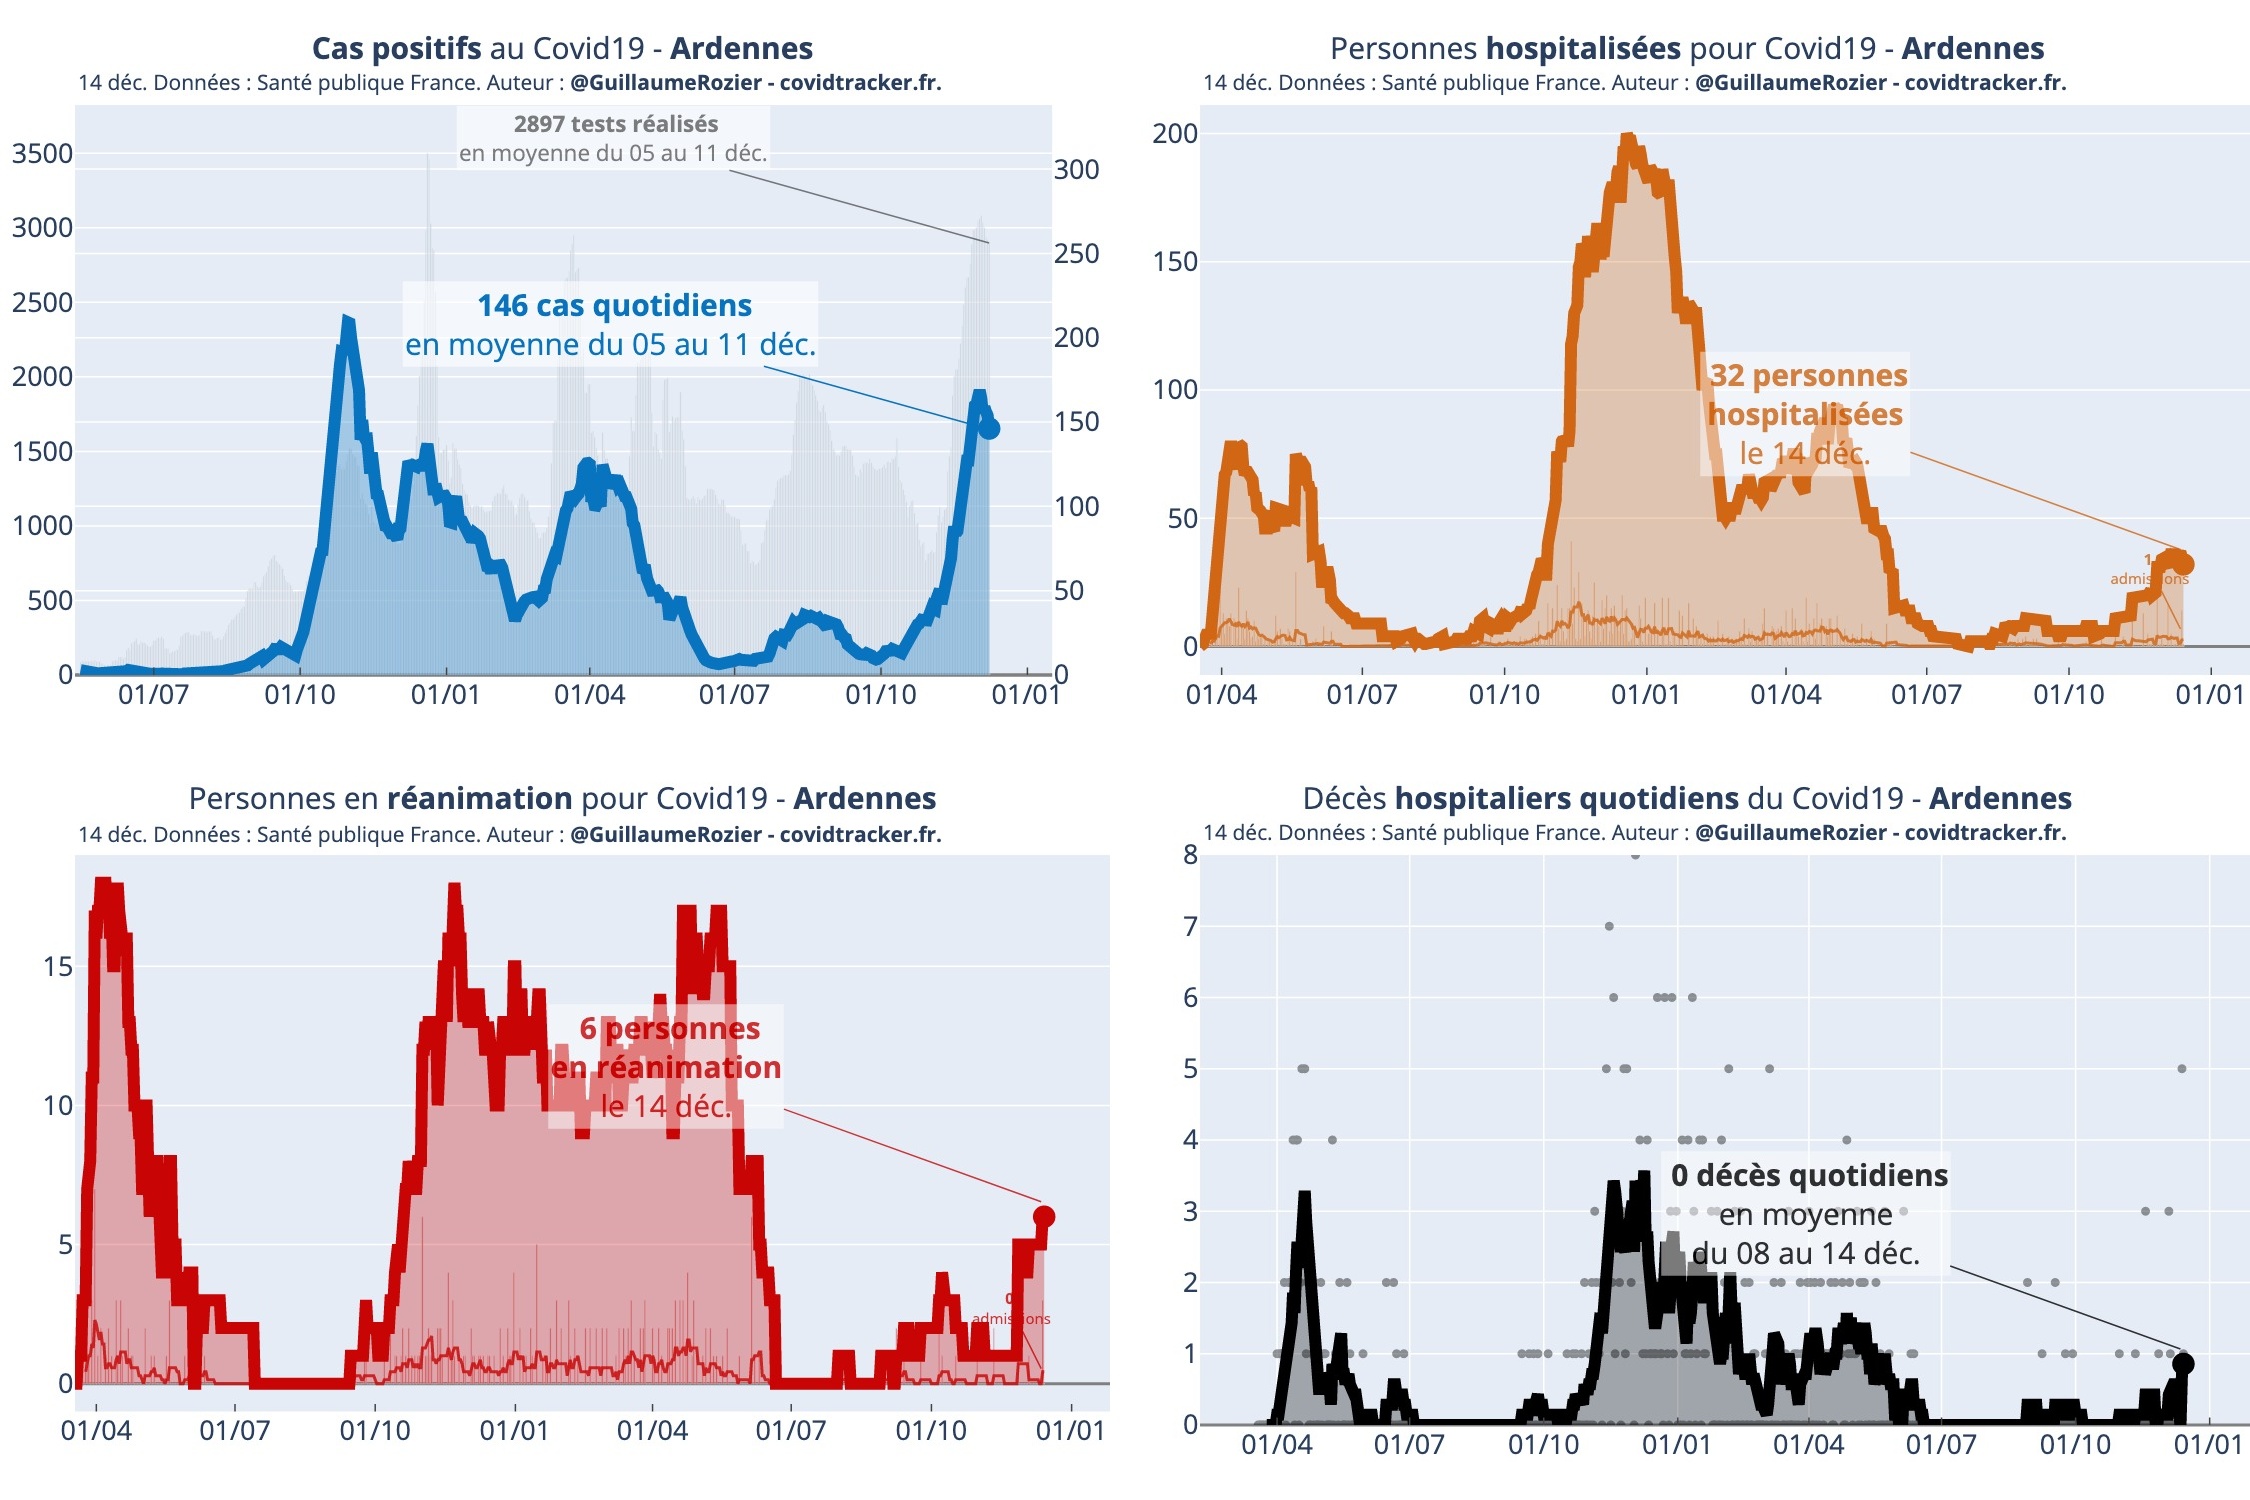 Cas positifs au Covid19 - Ardennes
14 déc. Données : Santé publique France. Auteur : @GuillaumeRozier - covidtracker.fr.
2897 tests réalisés
en moyenne du 05 au 11 déc.
146 cas quotidiens
en moyenne du 05 au 11 déc.
3500
3000
2500
2000
1500
1000
500
0
300
250
200
150
100
50
0
01/07
01/10
01/01
01/04
01/07
01/10
01/01
Personnes hospitalisées pour Covid19 - Ardennes
14 déc. Données : Santé publique France. Auteur : @GuillaumeRozier - covidtracker.fr.
200
150
100
50
0
32 personnes
hospitalisées
le 14 déc.
1
admissions
01/04
01/07
01/10
01/01
01/04
01/07
01/10
01/01
Personnes en réanimation pour Covid19 - Ardennes
14 déc. Données : Santé publique France. Auteur : @GuillaumeRozier - covidtracker.fr.
15
10
5
0
6 personnes
en réanimation
le 14 déc.
0
admissions
01/04
01/07
01/10
01/01
01/04
01/07
01/10
01/01
Décès hospitaliers quotidiens du Covid19 - Ardennes
14 déc. Données : Santé publique France. Auteur : @GuillaumeRozier - covidtracker.fr.
8
7
6
5
4
3
2
1
0
0 décès quotidiens
en moyenne
du 08 au 14 déc.
01/04
01/07
01/10
01/01
01/04
01/07
01/10
01/01